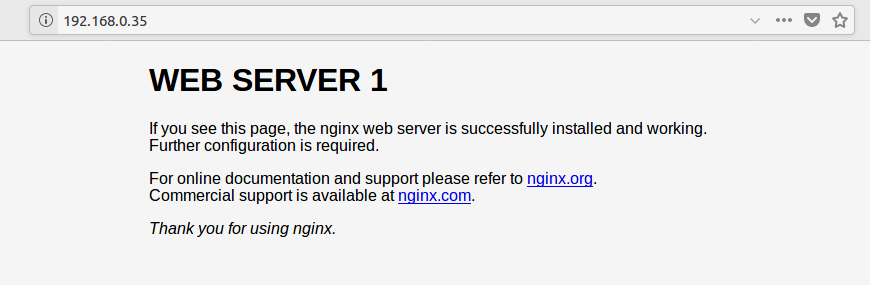 192.168.0.35
WEB SERVER 1
If you see this page, the nginx web server is successfully installed and working.
Further configuration is required.
For online documentation and support please refer to nginx.org.
Commercial support is available at nginx.com.
Thank you for using nginx.